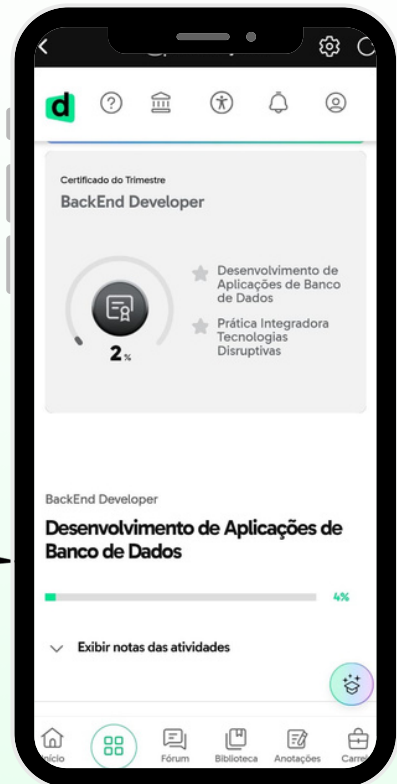 d
Certificado do Trimestre
BackEnd Developer
Desenvolvimento de
Aplicações de Banco
de Dados
Prática Integradora
Tecnologias
Disruptivas
2%
BackEnd Developer
Desenvolvimento de Aplicações de
Banco de Dados
4%
Exibir notas das atividades
Início
Fórum
Biblioteca
Anotações